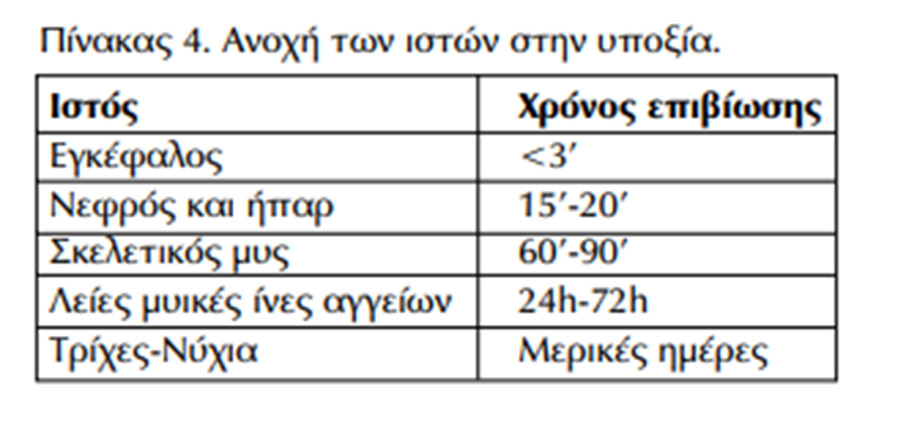 Πίνακας 4. Ανοχή των ιστών στην υποξία.
Ιστός Χρόνος επιβίωσης
Εγκέφαλος <3′
Νεφρός και ήπαρ 15′-20′
Σκελετικός μυς 60′-90′
Λείες μυικές ίνες αγγείων 24h-72h
Τρίχες-Νύχια Μερικές ημέρες